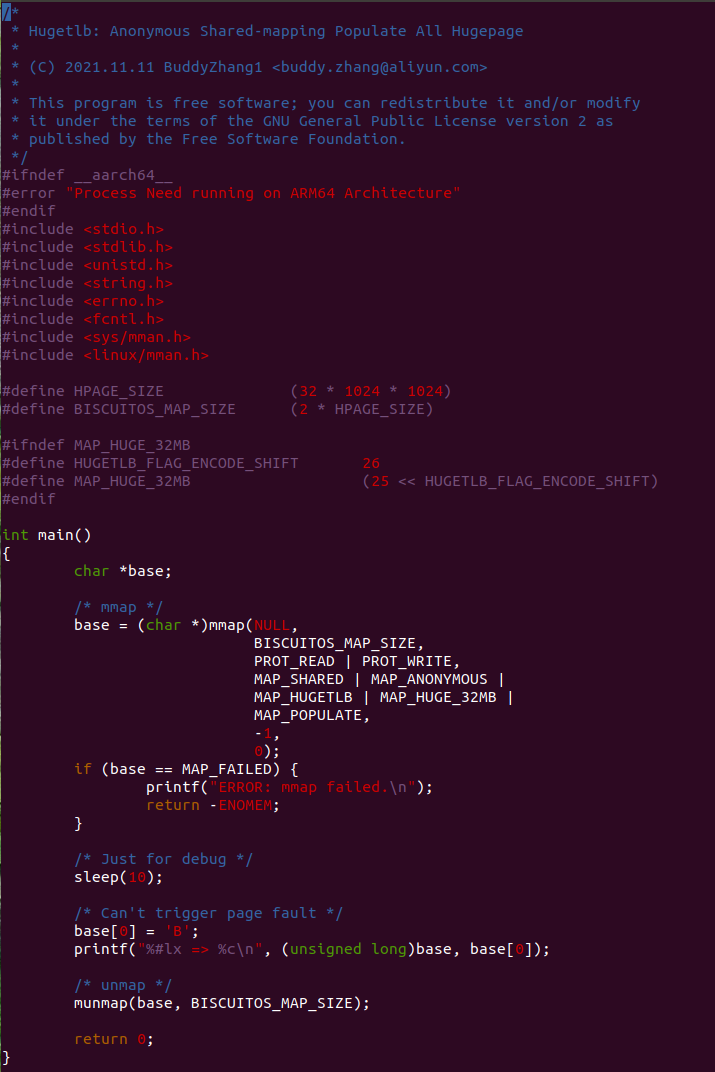 /*
 * Hugetlb: Anonymous Shared-mapping Populate All Hugepage
 *
 * (C) 2021.11.11 BuddyZhang1 <buddy.zhang@aliyun.com>
 *
 * This program is free software; you can redistribute it and/or modify
 * it under the terms of the GNU General Public License version 2 as
 * published by the Free Software Foundation.
 */
#ifndef __aarch64__
#error "Process Need running on ARM64 Architecture"
#endif
#include <stdio.h>
#include <stdlib.h>
#include <unistd.h>
#include <string.h>
#include <errno.h>
#include <fcntl.h>
#include <sys/mman.h>
#include <linux/mman.h>

#define HPAGE_SIZE              (32 * 1024 * 1024)
#define BISCUITOS_MAP_SIZE      (2 * HPAGE_SIZE)

#ifndef MAP_HUGE_32MB
#define HUGETLB_FLAG_ENCODE_SHIFT       26
#define MAP_HUGE_32MB                   (25 << HUGETLB_FLAG_ENCODE_SHIFT)
#endif

int main()
{
        char *base;

        /* mmap */
        base = (char *)mmap(NULL,
                            BISCUITOS_MAP_SIZE,
                            PROT_READ | PROT_WRITE,
                            MAP_SHARED | MAP_ANONYMOUS |
                            MAP_HUGETLB | MAP_HUGE_32MB |
                            MAP_POPULATE,
                            -1,
                            0);
        if (base == MAP_FAILED) {
                printf("ERROR: mmap failed.\n");
                return -ENOMEM;
        }

        /* Just for debug */
        sleep(10);

        /* Can't trigger page fault */
        base[0] = 'B';
        printf("%#lx => %c\n", (unsigned long)base, base[0]);

        /* unmap */
        munmap(base, BISCUITOS_MAP_SIZE);

        return 0;
}